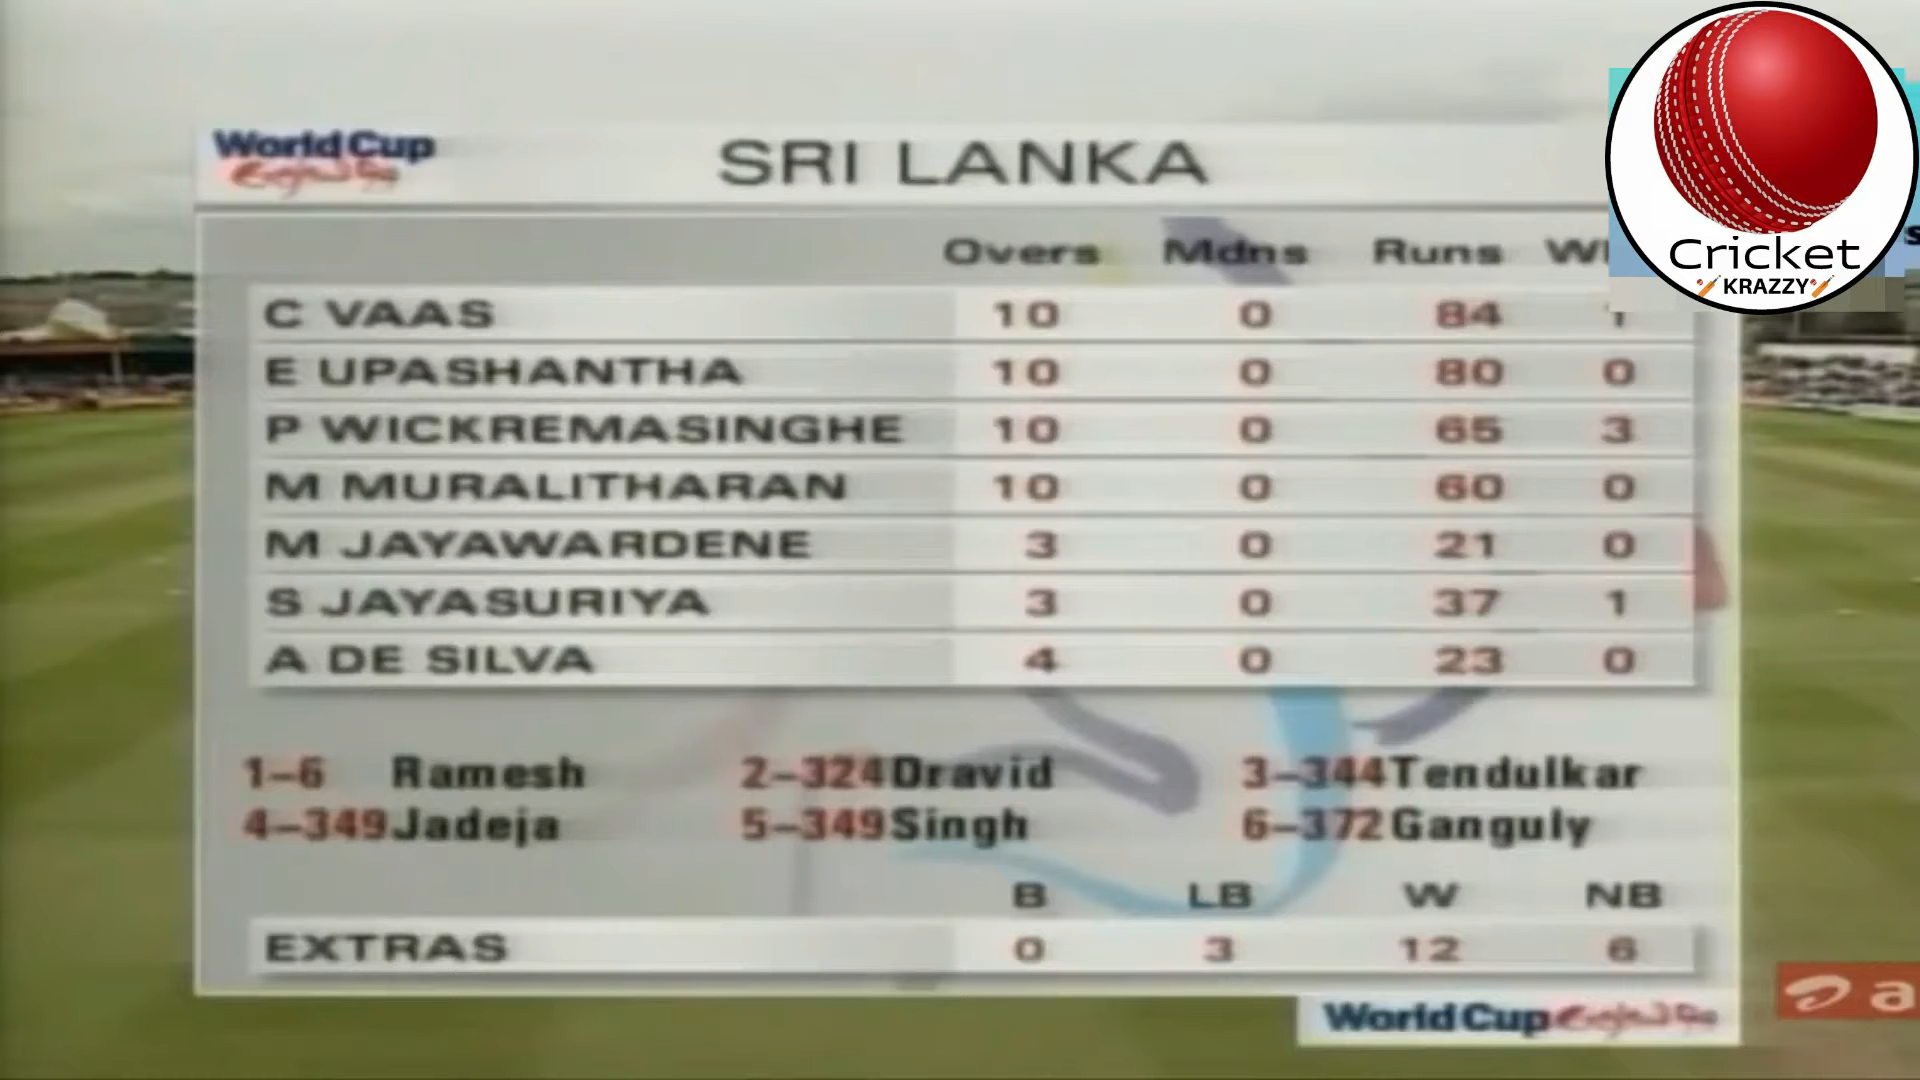 World Cup
SRI LANKA
Overs Mdns Runs
C VAAS 10 0 84 1
E UPASHANTHA 10 0 80 0
P WICKREMASINGHE 10 0 65 3
M MURALITHARAN 10 0 60 0
M JAYAWARDENE 3 0 21 0
S JAYASURIYA 3 0 37 1
A DE SILVA 4 0 23 0
1-6 Ramesh 2-324 Dravid 3-344 Tendulkar
4-349 Jadeja 5-349 Singh 6-372 Ganguly
B LB W NB
EXTRAS 0 3 12 6
World Cup
Cricket
KRAZZY